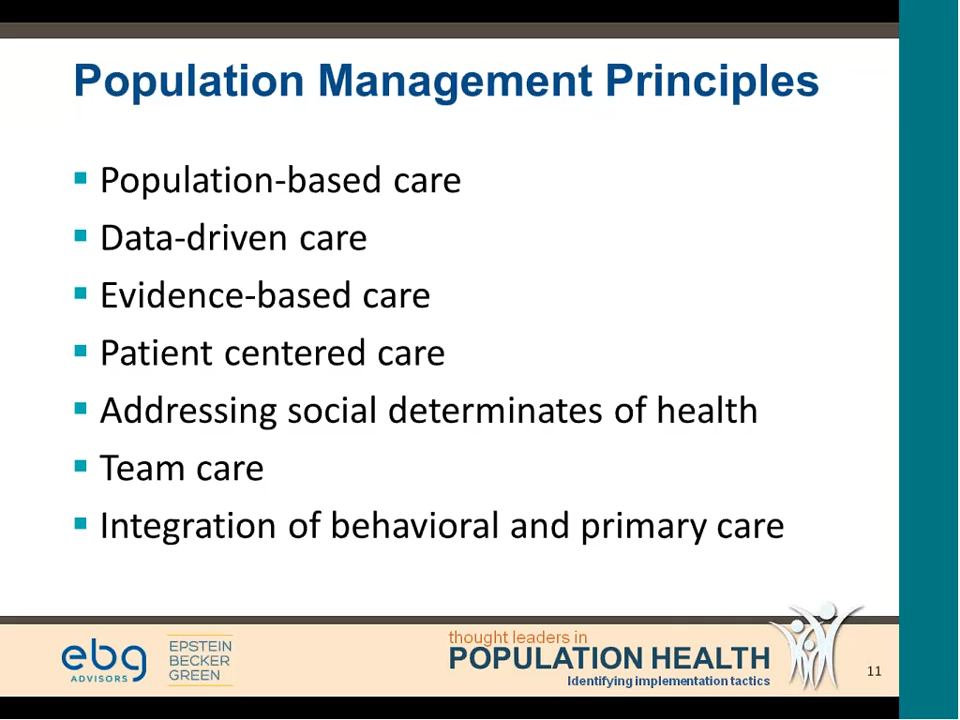 Population Management Principles
Population-based care
Data-driven care
Evidence-based care
Patient centered care
Addressing social determinates of health
Team care
Integration of behavioral and primary care
ebg
ADVISORS
EPSTEIN
BECKER
GREEN
thought leaders in
POPULATION HEALTH
Identifying implementation tactics
11